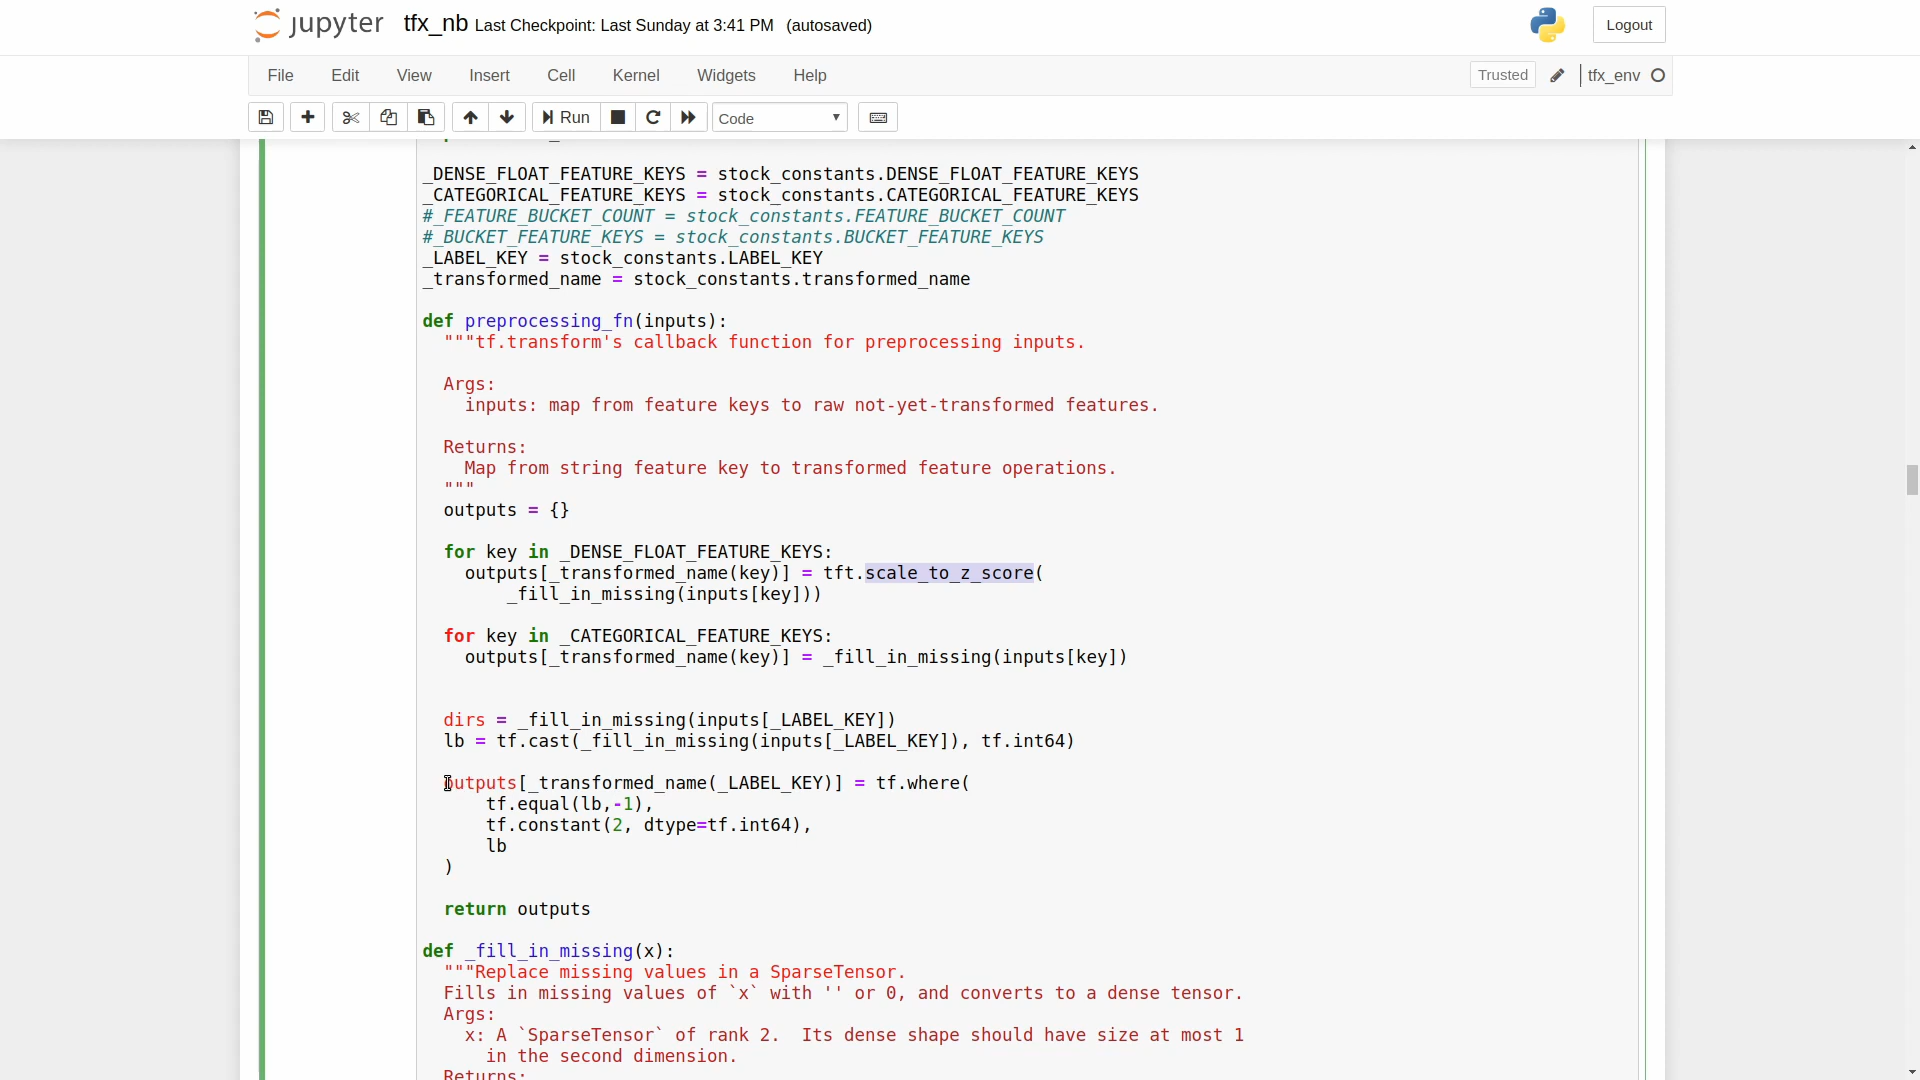 jupyter tfx_nb Last Checkpoint: Last Sunday at 3:41 PM (autosaved)
Logout
File Edit View Insert Cell Kernel Widgets Help
Trusted
tfx_env
Run
Code
_DENSE_FLOAT_FEATURE_KEYS = stock_constants.DENSE_FLOAT_FEATURE_KEYS
_CATEGORICAL_FEATURE_KEYS = stock_constants.CATEGORICAL_FEATURE_KEYS
#_FEATURE_BUCKET_COUNT = stock_constants.FEATURE_BUCKET_COUNT
#_BUCKET_FEATURE_KEYS = stock_constants.BUCKET_FEATURE_KEYS
_LABEL_KEY = stock_constants.LABEL_KEY
_transformed_name = stock_constants.transformed_name
def preprocessing_fn(inputs):
"""tf.transform's callback function for preprocessing inputs.
Args:
inputs: map from feature keys to raw not-yet-transformed features.
Returns:
Map from string feature key to transformed feature operations.
"""
outputs = {}
for key in _DENSE_FLOAT_FEATURE_KEYS:
outputs[_transformed_name(key)] = tft.scale_to_z_score(
_fill_in_missing(inputs[key]))
for key in _CATEGORICAL_FEATURE_KEYS:
outputs[_transformed_name(key)] = _fill_in_missing(inputs[key])
dirs = _fill_in_missing(inputs[_LABEL_KEY])
lb = tf.cast(_fill_in_missing(inputs[_LABEL_KEY]), tf.int64)
outputs[_transformed_name(_LABEL_KEY)] = tf.where(
tf.equal(lb,-1),
tf.constant(2, dtype=tf.int64),
lb
)
return outputs
def _fill_in_missing(x):
"""Replace missing values in a SparseTensor.
Fills in missing values of `x` with '' or 0, and converts to a dense tensor.
Args:
x: A `SparseTensor` of rank 2.  Its dense shape should have size at most 1
in the second dimension.
Returns: